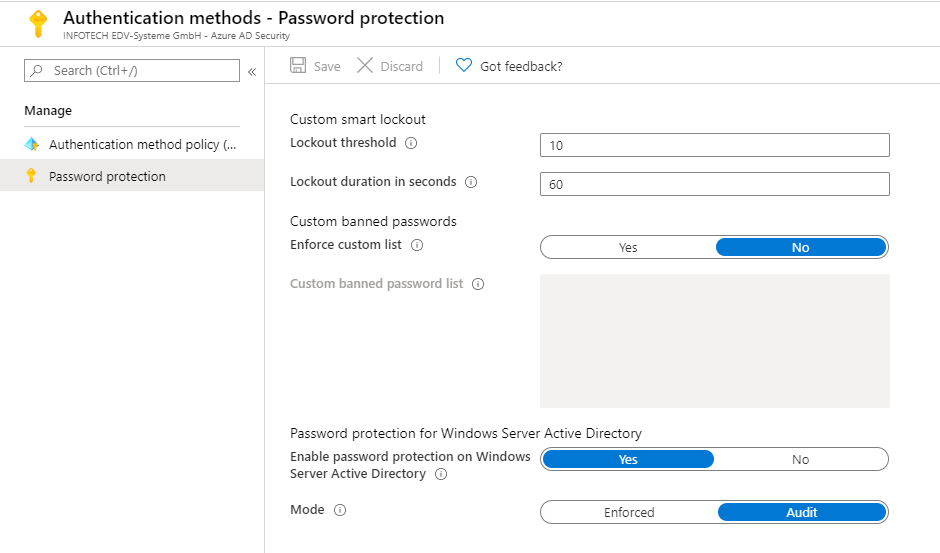 Authentication methods - Password protection
INFOTECH EDV-Systeme GmbH - Azure AD Security
Search (Ctrl+/)
«
Manage
Authentication method policy (...
Password protection
Save
Discard
Got feedback?
Custom smart lockout
Lockout threshold
10
Lockout duration in seconds
60
Custom banned passwords
Enforce custom list
Yes
No
Custom banned password list
Password protection for Windows Server Active Directory
Enable password protection on Windows
Server Active Directory
Yes
No
Mode
Enforced
Audit